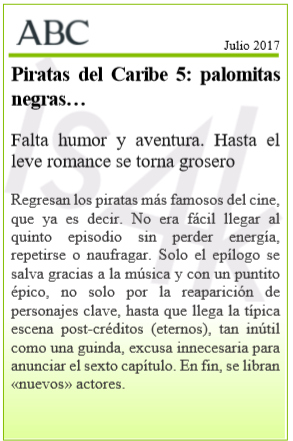 ABC
Julio 2017
Piratas del Caribe 5: palomitas
negras…
Falta humor y aventura. Hasta el
leve romance se torna grosero
Regresan los piratas más famosos del cine,
que ya es decir. No era fácil llegar al
quinto episodio sin perder energía,
repetirse o naufragar. Solo el epílogo se
salva gracias a la música y con un puntito
épico, no solo por la reaparición de
personajes clave, hasta que llega la típica
escena post-créditos (eternos), tan inútil
como una guinda, excusa innecesaria para
anunciar el sexto capítulo. En fin, se libran
«nuevos» actores.